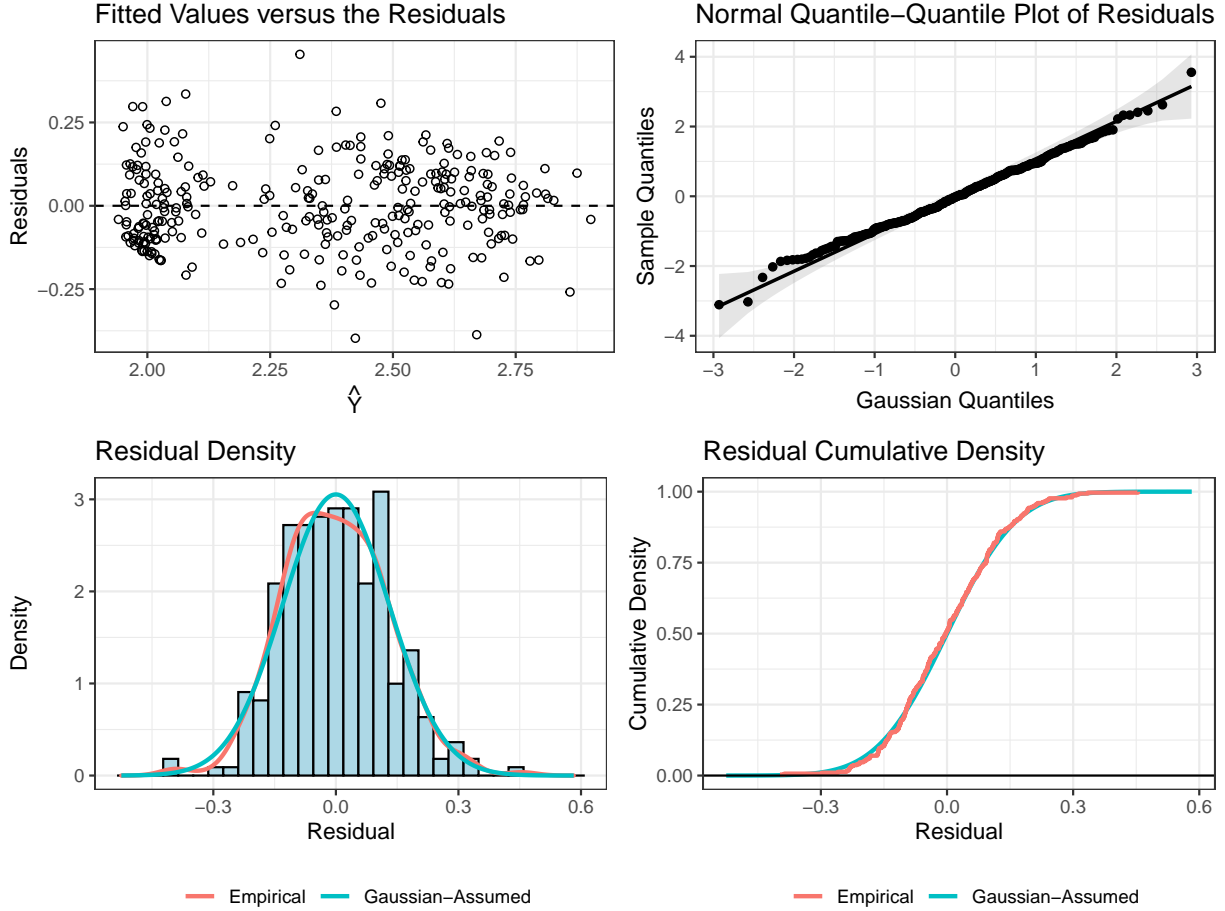 Fitted Values versus the Residuals
Residuals
0.25
0.00
−0.25
2.00 2.25 2.50 2.75
Ŷ
Normal Quantile−Quantile Plot of Residuals
Sample Quantiles
4
2
0
−2
−4
−3 −2 −1 0 1 2 3
Gaussian Quantiles
Residual Density
Density
3
2
1
0
−0.3 0.0 0.3 0.6
Residual
Empirical Gaussian−Assumed
Residual Cumulative Density
Cumulative Density
1.00
0.75
0.50
0.25
0.00
−0.3 0.0 0.3 0.6
Residual
Empirical Gaussian−Assumed